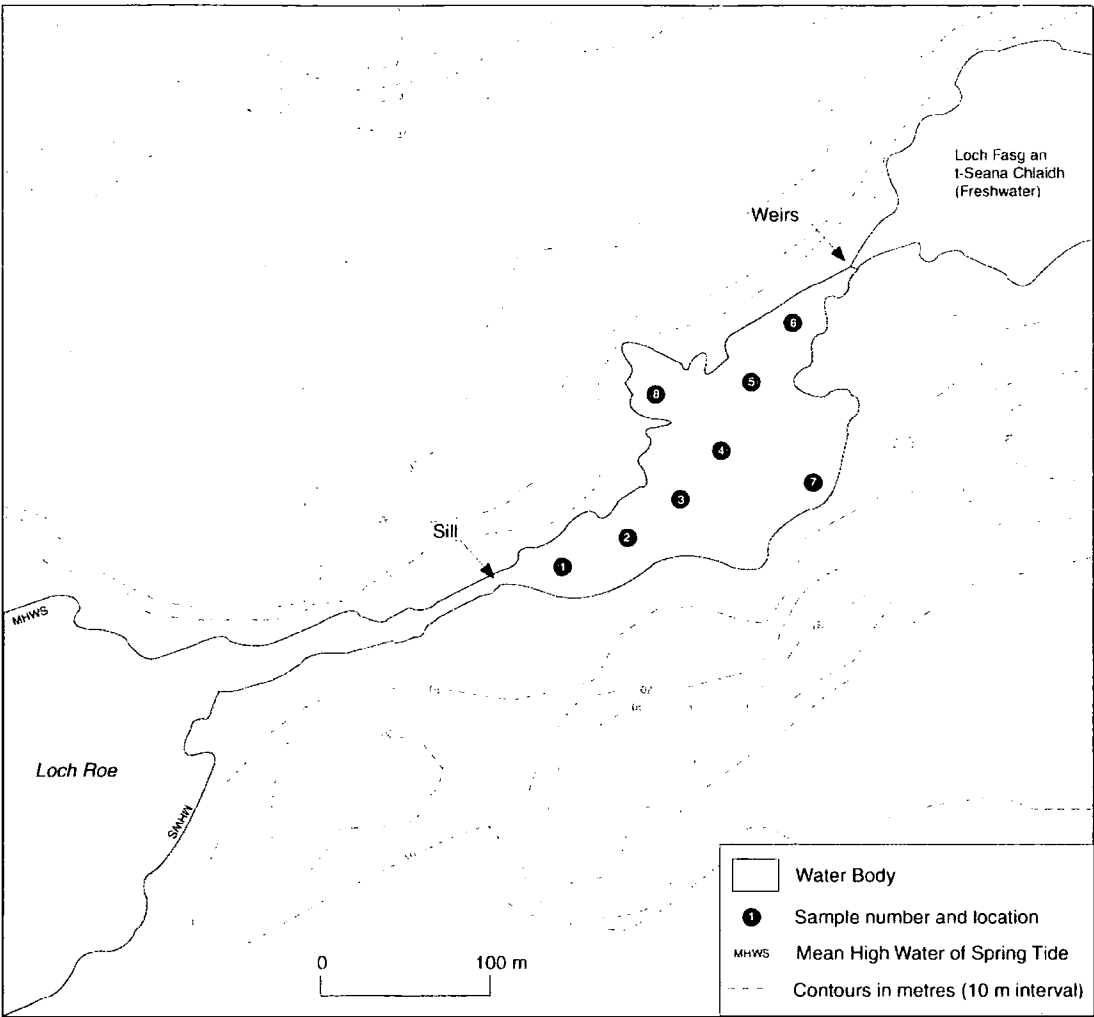 Loch Fasg an
t-Seana Chlaidh
(Freshwater)
Weirs
6
5
8
4
7
3
Sill
2
1
MHWS
Loch Roe
MHWS
Water Body
1 Sample number and location
MHWS Mean High Water of Spring Tide
Contours in metres (10 m interval)
0 100 m